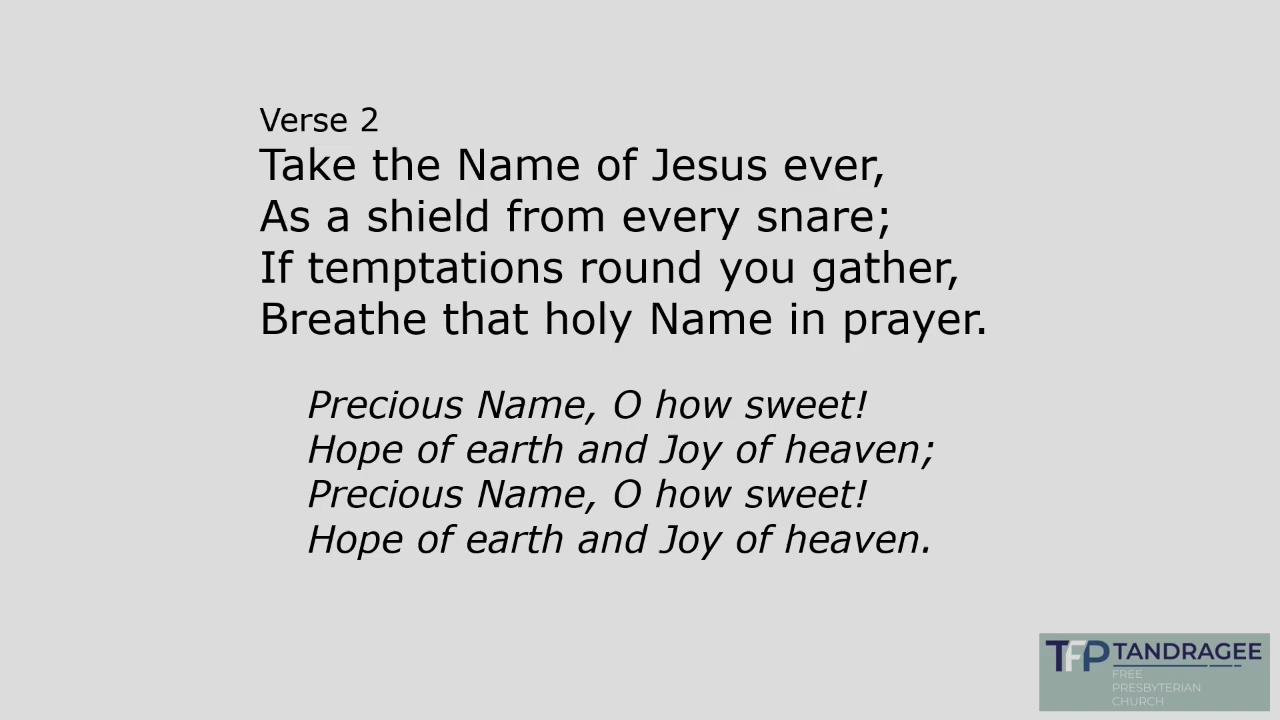 Verse 2
Take the Name of Jesus ever,
As a shield from every snare;
If temptations round you gather,
Breathe that holy Name in prayer.
Precious Name, O how sweet!
Hope of earth and Joy of heaven;
Precious Name, O how sweet!
Hope of earth and Joy of heaven.
TFP TANDRAGEE
FREE
PRESBYTERIAN
CHURCH